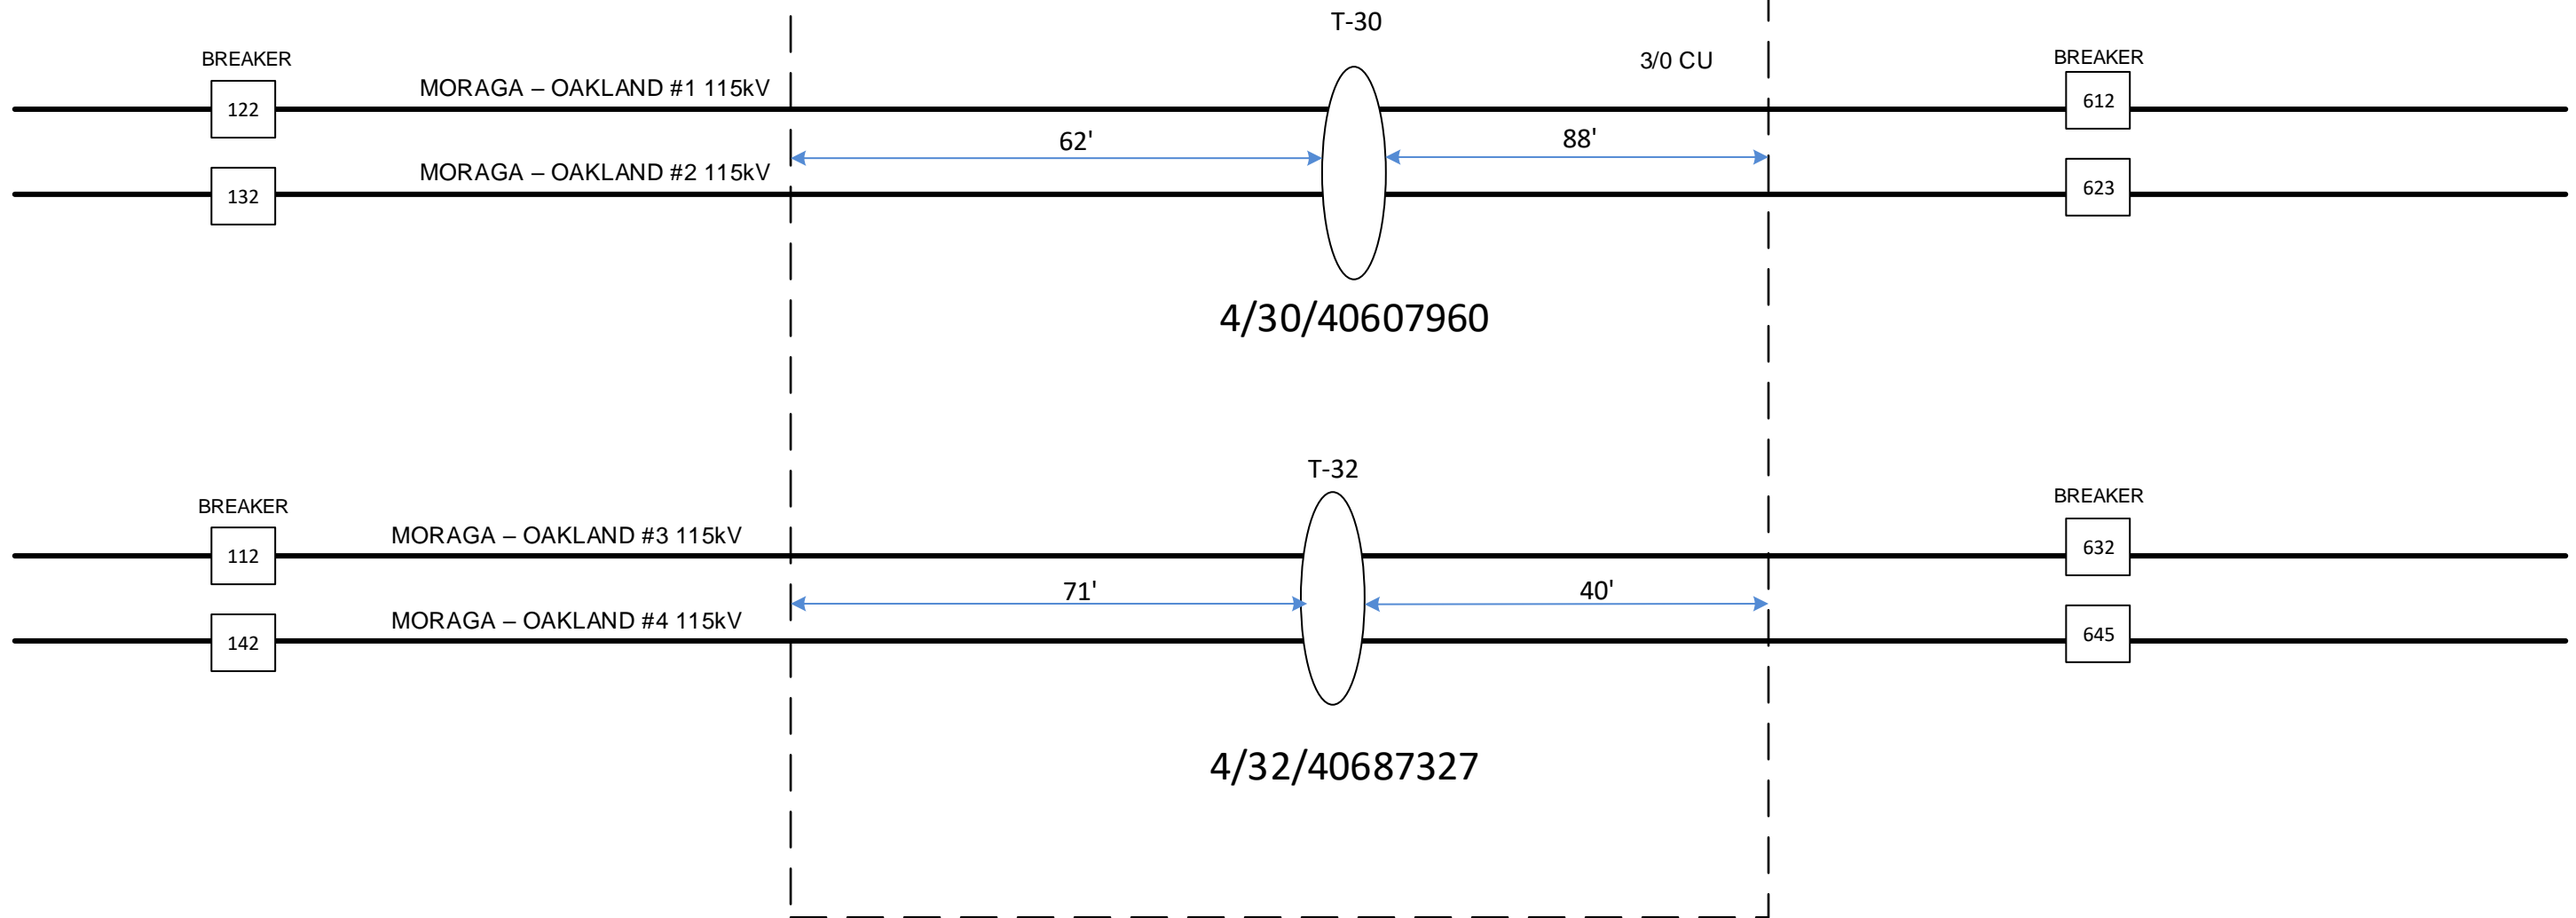 T-30
BREAKER
3/0 CU
BREAKER
MORAGA – OAKLAND #1 115kV
122
612
62'
88'
MORAGA – OAKLAND #2 115kV
132
623
4/30/40607960
T-32
BREAKER
BREAKER
MORAGA – OAKLAND #3 115kV
112
632
71'
40'
MORAGA – OAKLAND #4 115kV
142
645
4/32/40687327